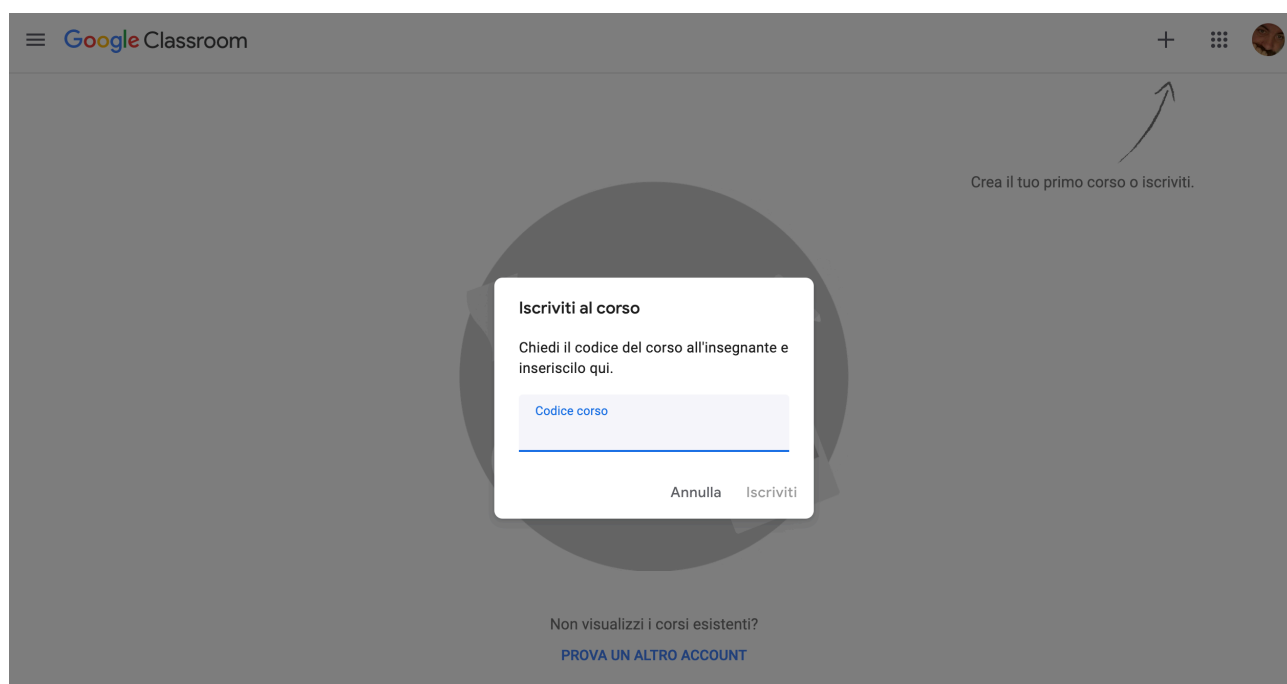 Google Classroom
Crea il tuo primo corso o iscriviti.
Iscriviti al corso
Chiedi il codice del corso all'insegnante e
inseriscilo qui.
Codice corso
Annulla Iscriviti
Non visualizzi i corsi esistenti?
PROVA UN ALTRO ACCOUNT